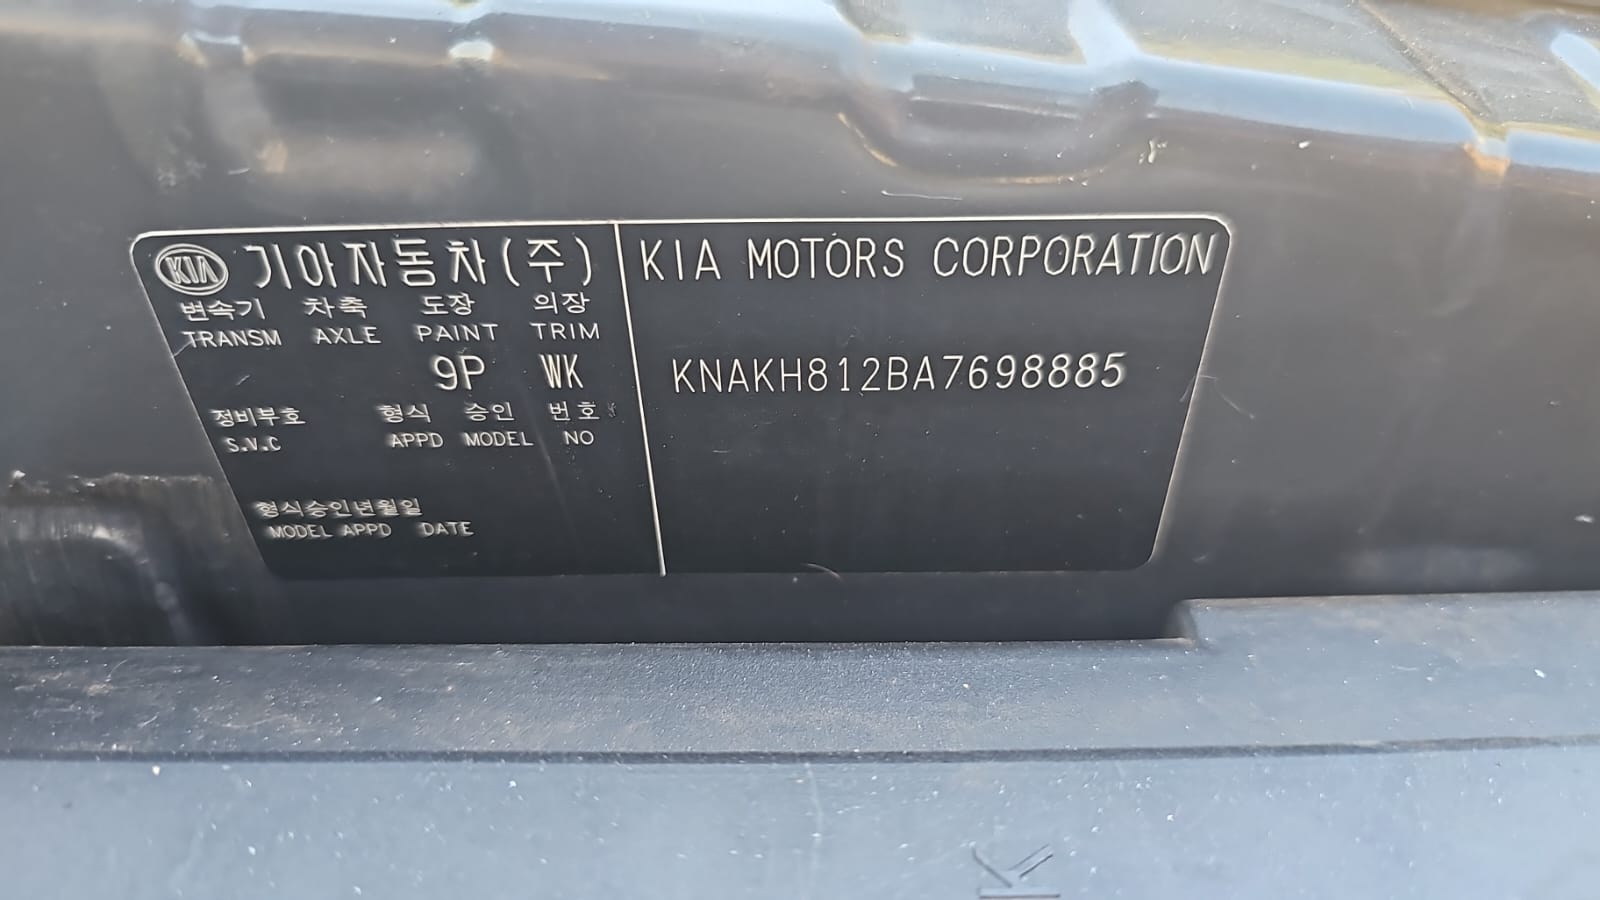 KIA 기아자동차(주) KIA MOTORS CORPORATION
변속기 차축 도장 의장
TRANSM AXLE PAINT TRIM
9P WK KNAKH812BA7698885
정비부호 형식 승인 번호
S.V.C APPD MODEL NO
형식승인년월일
MODEL APPD DATE
K